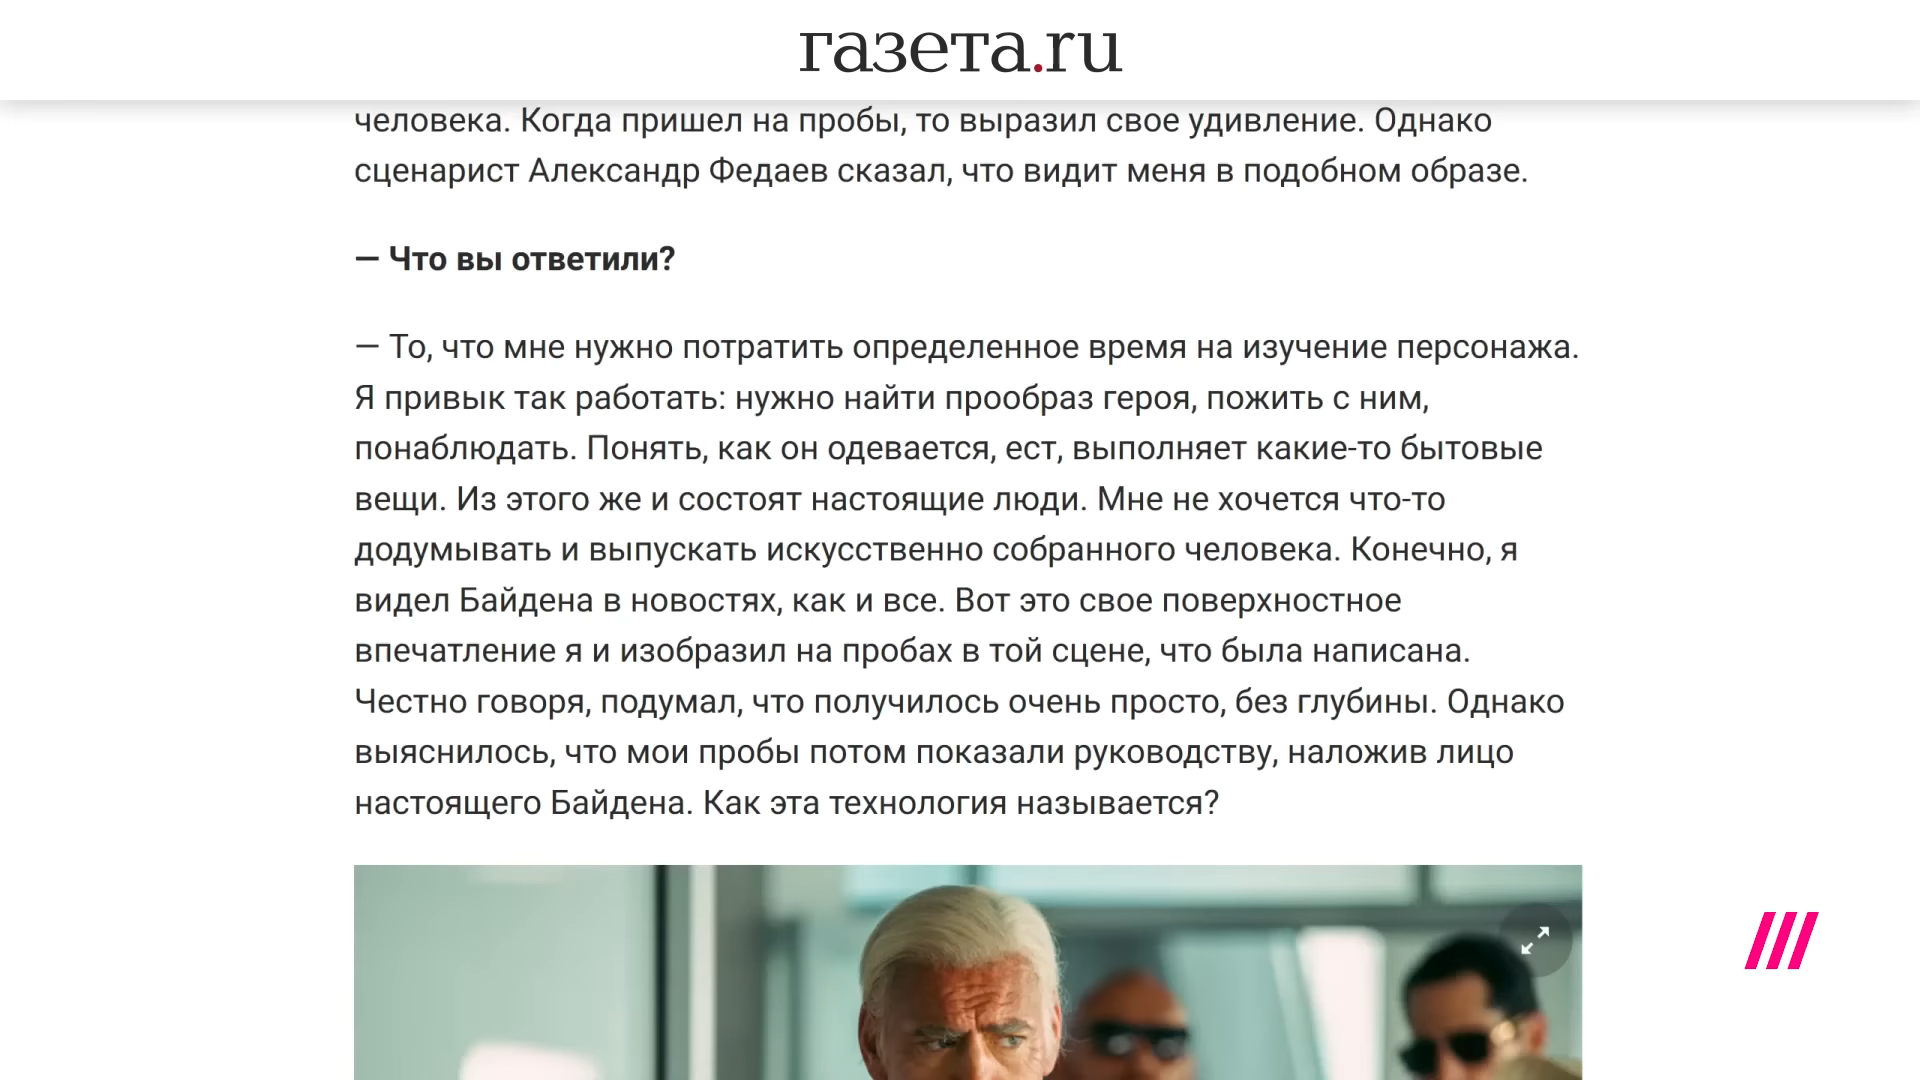 газета.ru
человека. Когда пришел на пробы, то выразил свое удивление. Однако
сценарист Александр Федаев сказал, что видит меня в подобном образе.
— Что вы ответили?
— То, что мне нужно потратить определенное время на изучение персонажа.
Я привык так работать: нужно найти прообраз героя, пожить с ним,
понаблюдать. Понять, как он одевается, ест, выполняет какие-то бытовые
вещи. Из этого же и состоят настоящие люди. Мне не хочется что-то
додумывать и выпускать искусственно собранного человека. Конечно, я
видел Байдена в новостях, как и все. Вот это свое поверхностное
впечатление я и изобразил на пробах в той сцене, что была написана.
Честно говоря, подумал, что получилось очень просто, без глубины. Однако
выяснилось, что мои пробы потом показали руководству, наложив лицо
настоящего Байдена. Как эта технология называется?